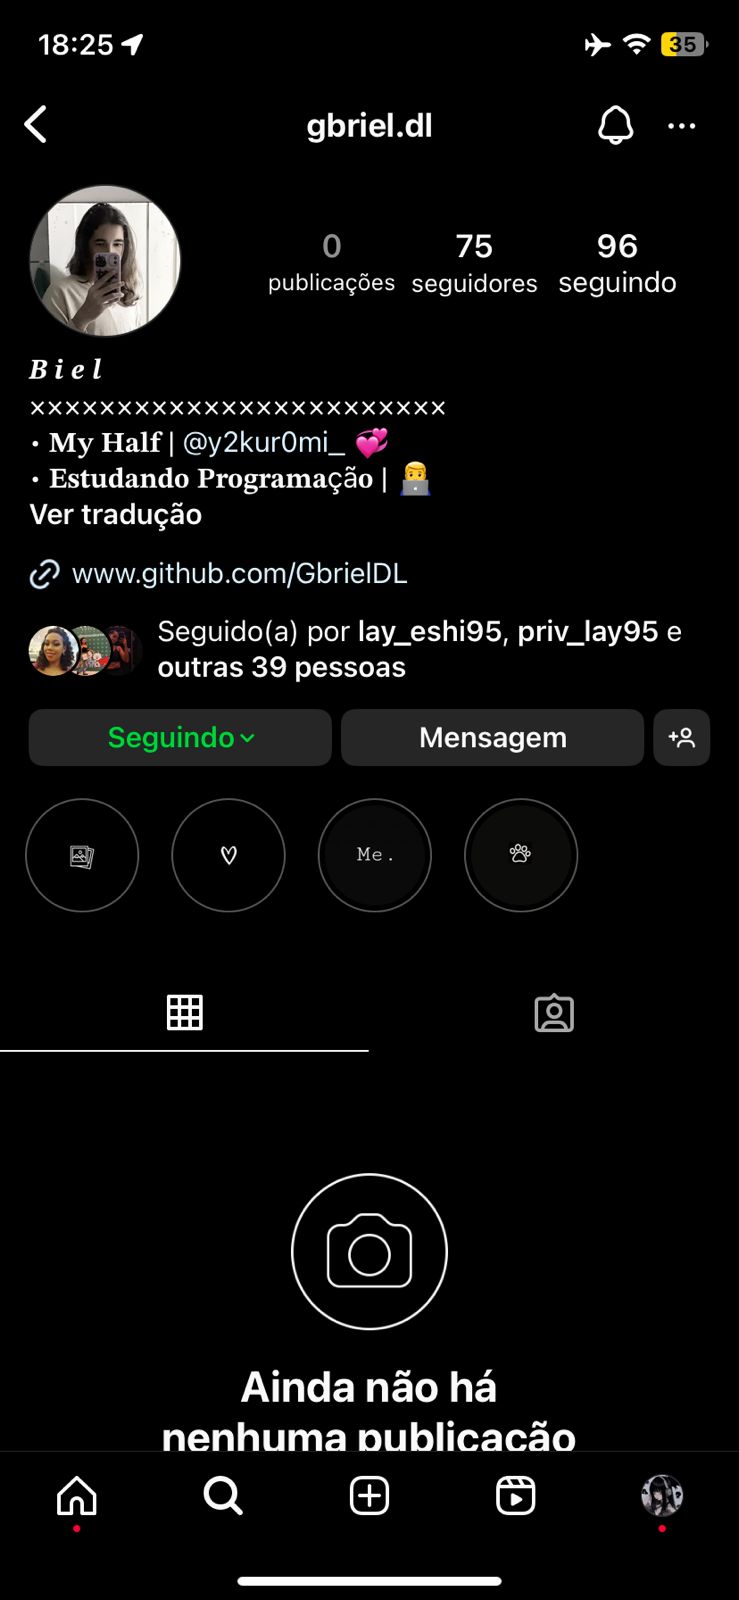 18:25
35
gbriel.dl
0
publicações
75
seguidores
96
seguindo
Biel
××××××××××××××××××××××××
• My Half | @y2kur0mi_ 💞
• Estudando Programação | 👨‍💻
Ver tradução
www.github.com/GbrielDL
Seguido(a) por lay_eshi95, priv_lay95 e
outras 39 pessoas
Seguindo
Mensagem
Me.
Ainda não há
nenhuma publicação